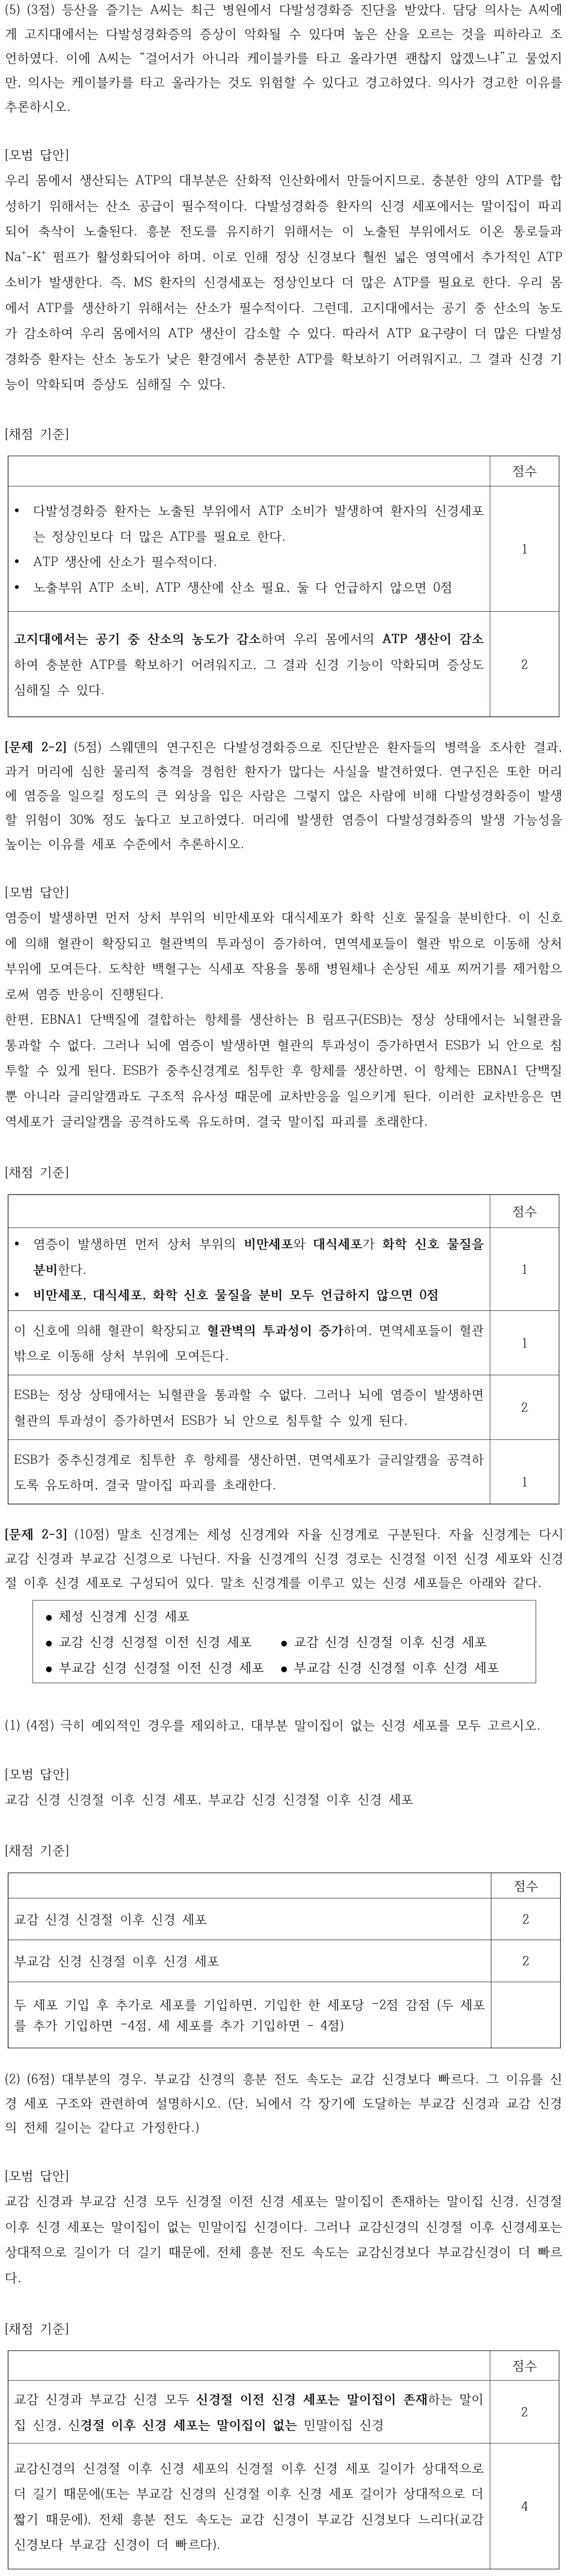 (5) (3점) 등산을 즐기는 A씨는 최근 병원에서 다발성경화증 진단을 받았다. 담당 의사는 A씨에
게 고지대에서는 다발성경화증의 증상이 악화될 수 있다며 높은 산을 오르는 것을 피하라고 조
언하였다. 이에 A씨는 "걸어서가 아니라 케이블카를 타고 올라가면 괜찮지 않겠느냐"고 물었지
만, 의사는 케이블카를 타고 올라가는 것도 위험할 수 있다고 경고하였다. 의사가 경고한 이유를
추론하시오.
[모범 답안]
우리 몸에서 생산되는 ATP의 대부분은 산화적 인산화에서 만들어지므로, 충분한 양의 ATP를 합
성하기 위해서는 산소 공급이 필수적이다. 다발성경화증 환자의 신경 세포에서는 말이집이 파괴
되어 축삭이 노출된다. 흥분 전도를 유지하기 위해서는 이 노출된 부위에서도 이온 통로들과
Na⁺-K⁺ 펌프가 활성화되어야 하며, 이로 인해 정상 신경보다 훨씬 넓은 영역에서 추가적인 ATP
소비가 발생한다. 즉, MS 환자의 신경세포는 정상인보다 더 많은 ATP를 필요로 한다. 우리 몸
에서 ATP를 생산하기 위해서는 산소가 필수적이다. 그런데, 고지대에서는 공기 중 산소의 농도
가 감소하여 우리 몸에서의 ATP 생산이 감소할 수 있다. 따라서 ATP 요구량이 더 많은 다발성
경화증 환자는 산소 농도가 낮은 환경에서 충분한 ATP를 확보하기 어려워지고, 그 결과 신경 기
능이 악화되며 증상도 심해질 수 있다.
[채점 기준]
점수
• 다발성경화증 환자는 노출된 부위에서 ATP 소비가 발생하여 환자의 신경세포
는 정상인보다 더 많은 ATP를 필요로 한다.
• ATP 생산에 산소가 필수적이다.
• 노출부위 ATP 소비, ATP 생산에 산소 필요, 둘 다 언급하지 않으면 0점
1
고지대에서는 공기 중 산소의 농도가 감소하여 우리 몸에서의 ATP 생산이 감소
하여 충분한 ATP를 확보하기 어려워지고, 그 결과 신경 기능이 악화되며 증상도
심해질 수 있다.
2
[문제 2-2] (5점) 스웨덴의 연구진은 다발성경화증으로 진단받은 환자들의 병력을 조사한 결과,
과거 머리에 심한 물리적 충격을 경험한 환자가 많다는 사실을 발견하였다. 연구진은 또한 머리
에 염증을 일으킬 정도의 큰 외상을 입은 사람은 그렇지 않은 사람에 비해 다발성경화증이 발생
할 위험이 30% 정도 높다고 보고하였다. 머리에 발생한 염증이 다발성경화증의 발생 가능성을
높이는 이유를 세포 수준에서 추론하시오.
[모범 답안]
염증이 발생하면 먼저 상처 부위의 비만세포와 대식세포가 화학 신호 물질을 분비한다. 이 신호
에 의해 혈관이 확장되고 혈관벽의 투과성이 증가하여, 면역세포들이 혈관 밖으로 이동해 상처
부위에 모여든다. 도착한 백혈구는 식세포 작용을 통해 병원체나 손상된 세포 찌꺼기를 제거함으
로써 염증 반응이 진행된다.
한편, EBNA1 단백질에 결합하는 항체를 생산하는 B 림프구(ESB)는 정상 상태에서는 뇌혈관을
통과할 수 없다. 그러나 뇌에 염증이 발생하면 혈관의 투과성이 증가하면서 ESB가 뇌 안으로 침
투할 수 있게 된다. ESB가 중추신경계로 침투한 후 항체를 생산하면, 이 항체는 EBNA1 단백질
뿐 아니라 글리알캠과도 구조적 유사성 때문에 교차반응을 일으키게 된다. 이러한 교차반응은 면
역세포가 글리알캠을 공격하도록 유도하며, 결국 말이집 파괴를 초래한다.
[채점 기준]
점수
• 염증이 발생하면 먼저 상처 부위의 비만세포와 대식세포가 화학 신호 물질을
분비한다.
• 비만세포, 대식세포, 화학 신호 물질을 분비 모두 언급하지 않으면 0점
1
이 신호에 의해 혈관이 확장되고 혈관벽의 투과성이 증가하여, 면역세포들이 혈관
밖으로 이동해 상처 부위에 모여든다.
1
ESB는 정상 상태에서는 뇌혈관을 통과할 수 없다. 그러나 뇌에 염증이 발생하면
혈관의 투과성이 증가하면서 ESB가 뇌 안으로 침투할 수 있게 된다.
2
ESB가 중추신경계로 침투한 후 항체를 생산하면, 면역세포가 글리알캠을 공격하
도록 유도하며, 결국 말이집 파괴를 초래한다.
1
[문제 2-3] (10점) 말초 신경계는 체성 신경계와 자율 신경계로 구분된다. 자율 신경계는 다시
교감 신경과 부교감 신경으로 나뉜다. 자율 신경계의 신경 경로는 신경절 이전 신경 세포와 신경
절 이후 신경 세포로 구성되어 있다. 말초 신경계를 이루고 있는 신경 세포들은 아래와 같다.
● 체성 신경계 신경 세포
● 교감 신경 신경절 이전 신경 세포 ● 교감 신경 신경절 이후 신경 세포
● 부교감 신경 신경절 이전 신경 세포 ● 부교감 신경 신경절 이후 신경 세포
(1) (4점) 극히 예외적인 경우를 제외하고, 대부분 말이집이 없는 신경 세포를 모두 고르시오.
[모범 답안]
교감 신경 신경절 이후 신경 세포, 부교감 신경 신경절 이후 신경 세포
[채점 기준]
점수
교감 신경 신경절 이후 신경 세포
2
부교감 신경 신경절 이후 신경 세포
2
두 세포 기입 후 추가로 세포를 기입하면, 기입한 한 세포당 -2점 감점 (두 세포
를 추가 기입하면 -4점, 세 세포를 추가 기입하면 - 4점)
(2) (6점) 대부분의 경우, 부교감 신경의 흥분 전도 속도는 교감 신경보다 빠르다. 그 이유를 신
경 세포 구조와 관련하여 설명하시오. (단, 뇌에서 각 장기에 도달하는 부교감 신경과 교감 신경
의 전체 길이는 같다고 가정한다.)
[모범 답안]
교감 신경과 부교감 신경 모두 신경절 이전 신경 세포는 말이집이 존재하는 말이집 신경, 신경절
이후 신경 세포는 말이집이 없는 민말이집 신경이다. 그러나 교감신경의 신경절 이후 신경세포는
상대적으로 길이가 더 길기 때문에, 전체 흥분 전도 속도는 교감신경보다 부교감신경이 더 빠르
다.
[채점 기준]
점수
교감 신경과 부교감 신경 모두 신경절 이전 신경 세포는 말이집이 존재하는 말이
집 신경, 신경절 이후 신경 세포는 말이집이 없는 민말이집 신경
2
교감신경의 신경절 이후 신경 세포의 신경절 이후 신경 세포 길이가 상대적으로
더 길기 때문에(또는 부교감 신경의 신경절 이후 신경 세포 길이가 상대적으로 더
짧기 때문에), 전체 흥분 전도 속도는 교감 신경이 부교감 신경보다 느리다(교감
신경보다 부교감 신경이 더 빠르다).
4